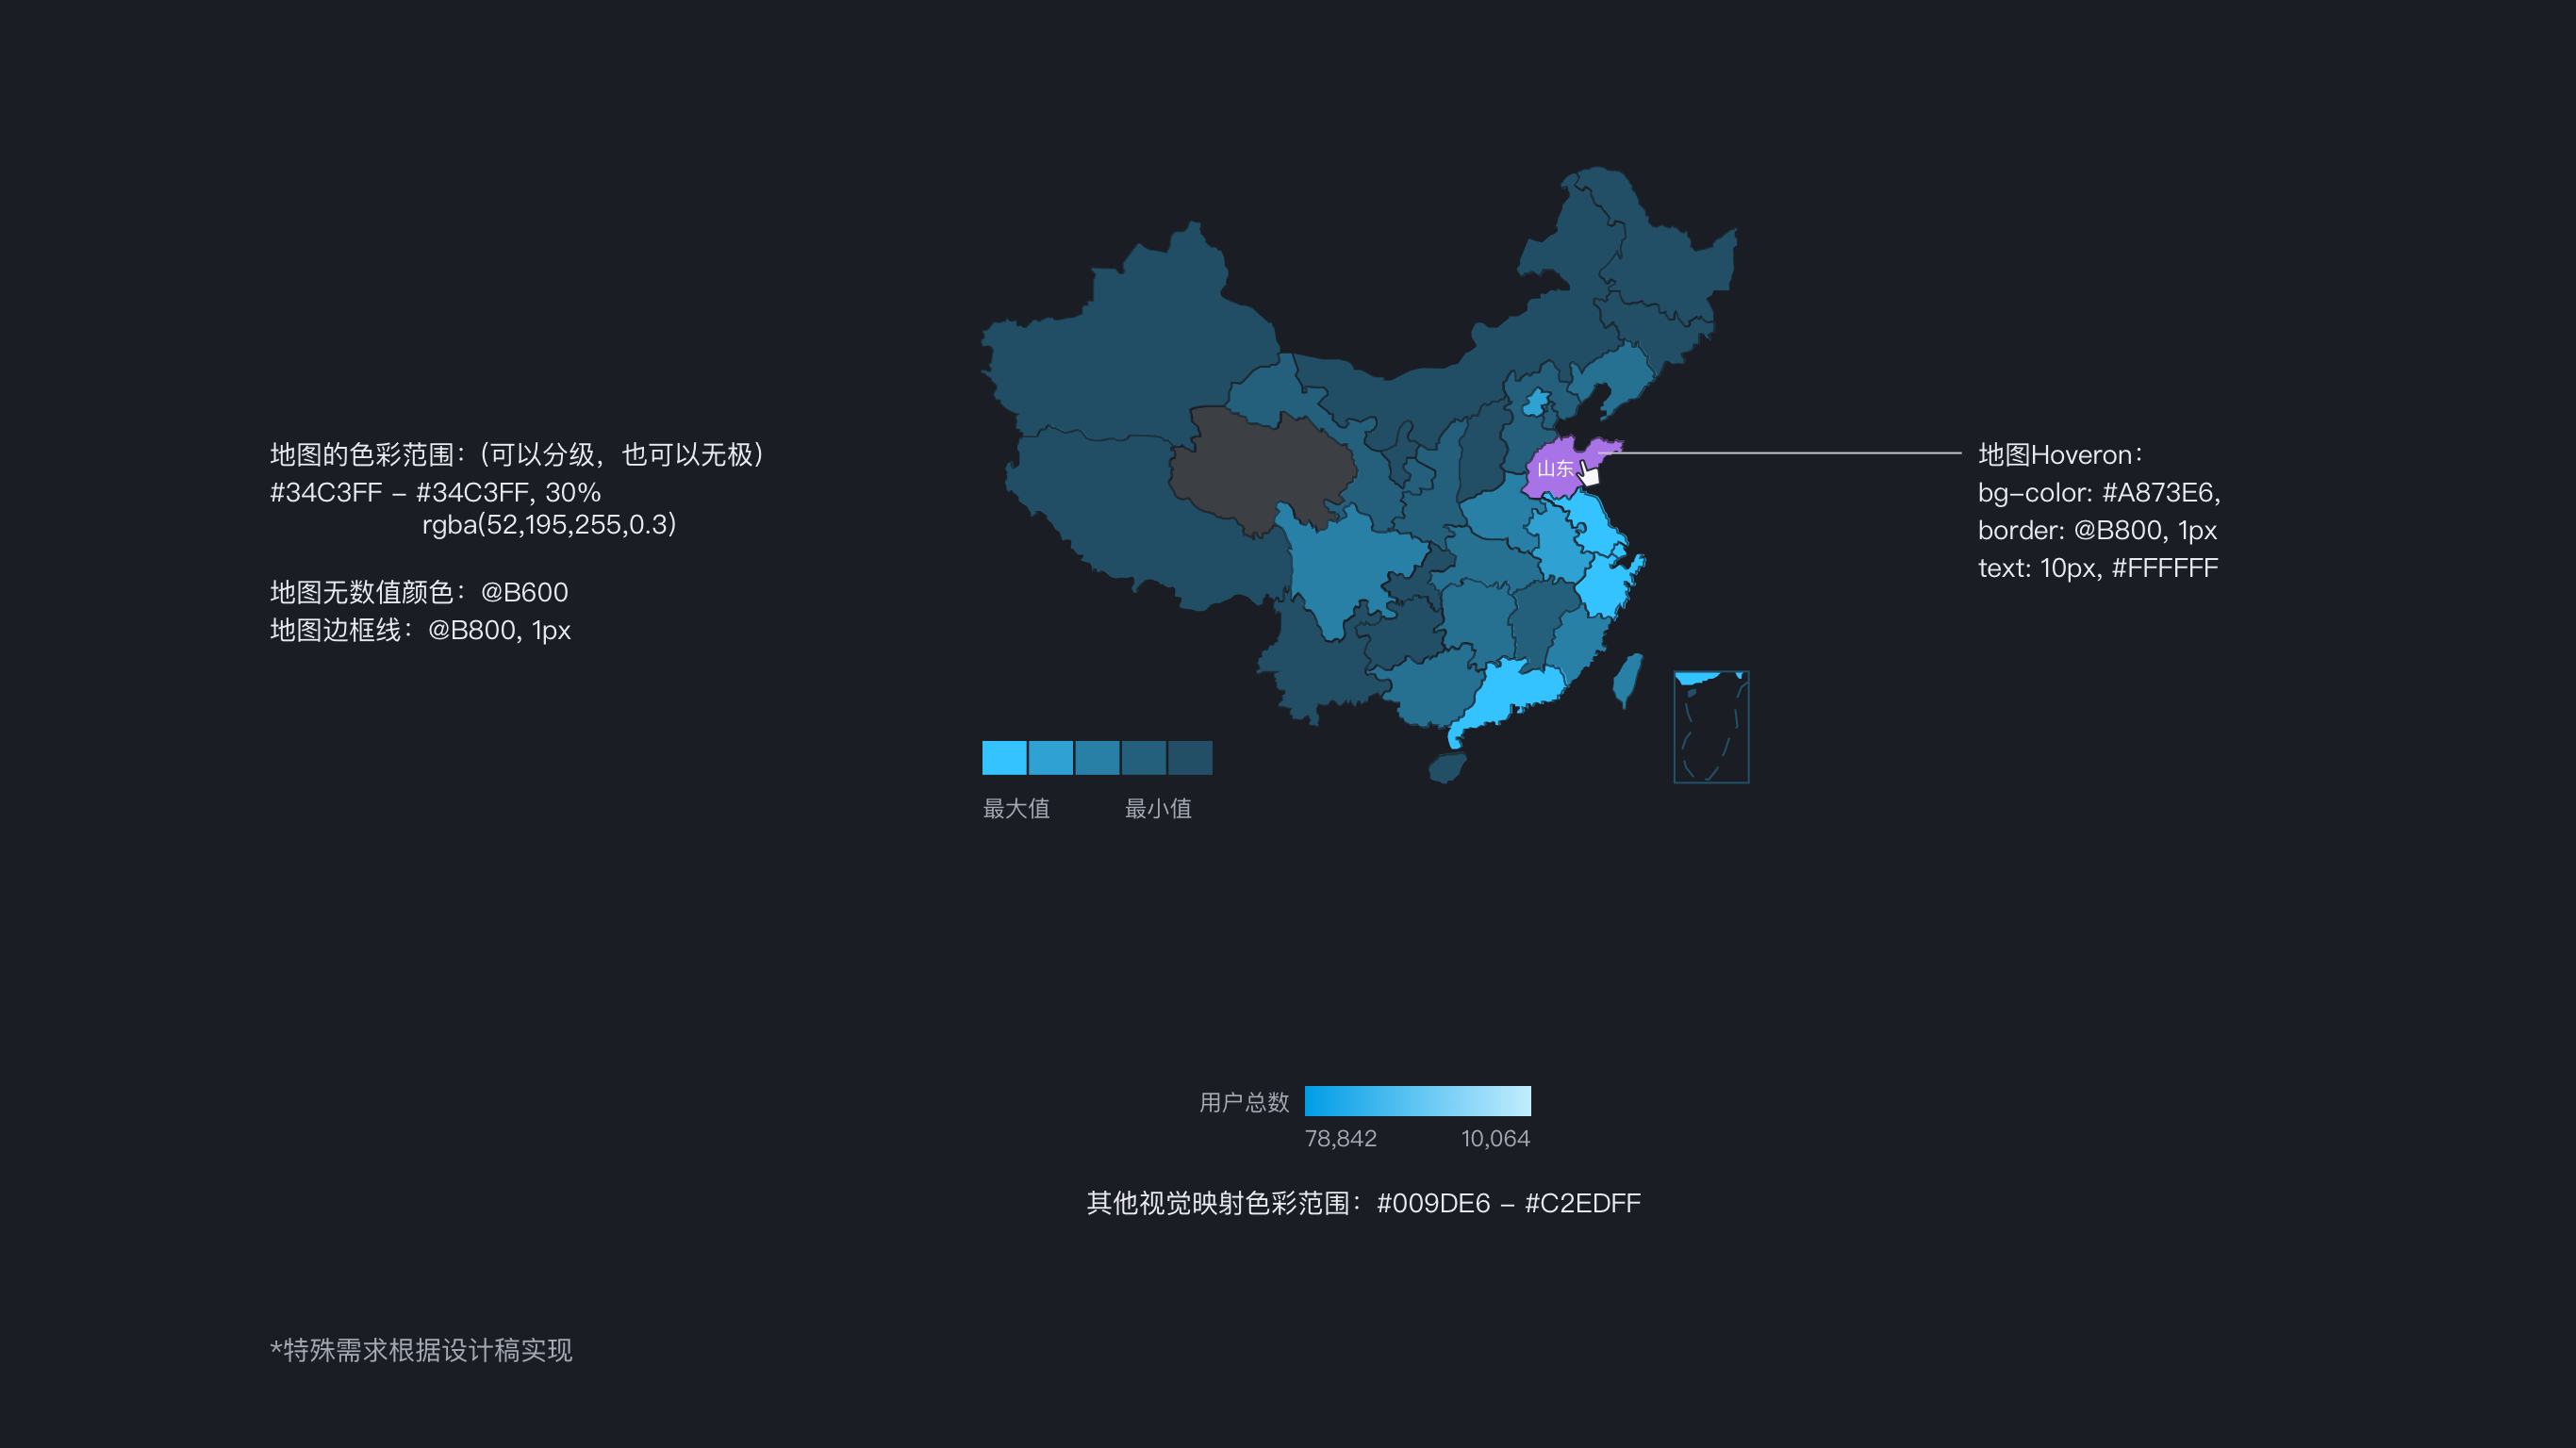 地图的色彩范围：(可以分级，也可以无极)
#34C3FF - #34C3FF, 30%
rgba(52,195,255,0.3)
地图无数值颜色：@B600
地图边框线：@B800, 1px
山东
地图Hoveron：
bg-color: #A873E6,
border: @B800, 1px
text: 10px, #FFFFFF
最大值 最小值
用户总数
78,842 10,064
其他视觉映射色彩范围：#009DE6 - #C2EDFF
*特殊需求根据设计稿实现